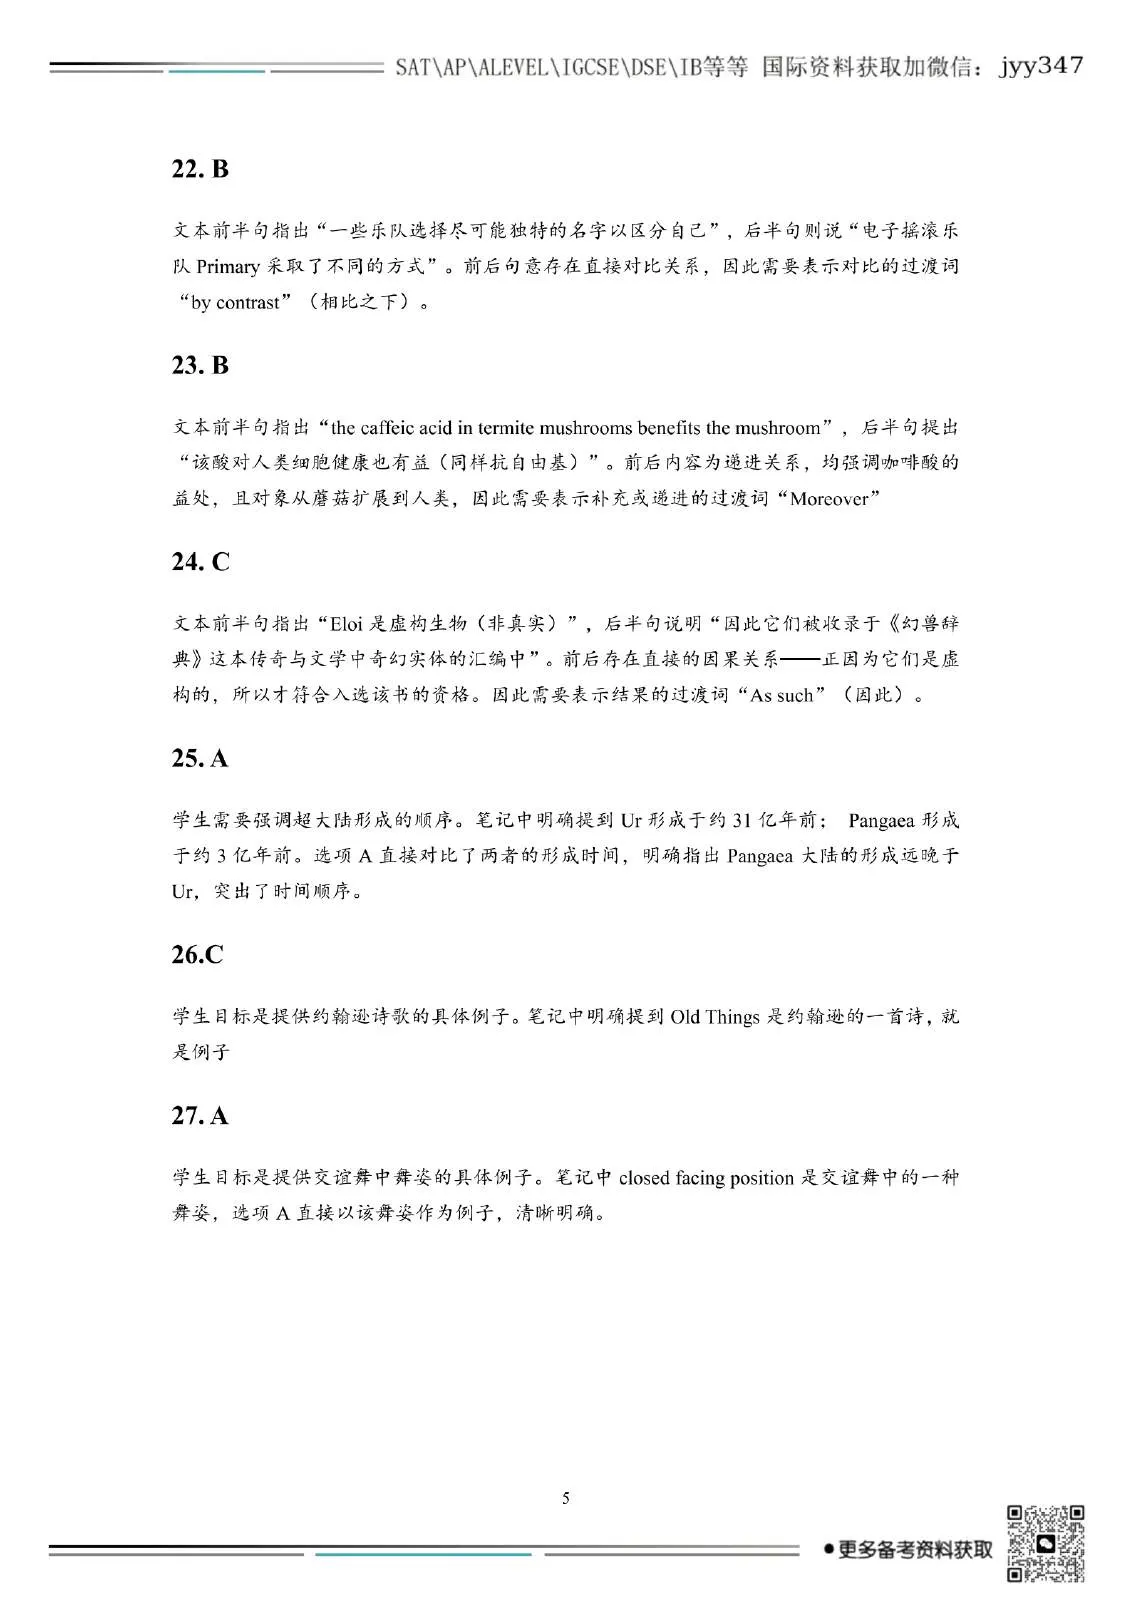 SAT\AP\ALEVEL\IGCSE\DSE\IB等等 国际资料获取加微信：jyy347
22. B
文本前半句指出“一些乐队选择尽可能独特的名字以区分自己”，后半句则说“电子摇滚乐
队 Primary 采取了不同的方式”。前后句意存在直接对比关系，因此需要表示对比的过渡词
“by contrast”（相比之下）。
23. B
文本前半句指出“the caffeic acid in termite mushrooms benefits the mushroom”，后半句提出
“该酸对人类细胞健康也有益（同样抗自由基）”。前后内容为递进关系，均强调咖啡酸的
益处，且对象从蘑菇扩展到人类，因此需要表示补充或递进的过渡词“Moreover”
24. C
文本前半句指出“Eloi 是虚构生物（非真实）”，后半句说明“因此它们被收录于《幻兽辞
典》这本传奇与文学中奇幻实体的汇编中”。前后存在直接的因果关系——正因为它们是虚
构的，所以才符合入选该书的资格。因此需要表示结果的过渡词“As such”（因此）。
25. A
学生需要强调超大陆形成的顺序。笔记中明确提到 Ur 形成于约 31 亿年前； Pangaea 形成
于约 3 亿年前。选项 A 直接对比了两者的形成时间，明确指出 Pangaea 大陆的形成远晚于
Ur，突出了时间顺序。
26.C
学生目标是提供约翰逊诗歌的具体例子。笔记中明确提到 Old Things 是约翰逊的一首诗，就
是例子
27. A
学生目标是提供交谊舞中舞姿的具体例子。笔记中 closed facing position 是交谊舞中的一种
舞姿，选项 A 直接以该舞姿作为例子，清晰明确。
5
●更多备考资料获取